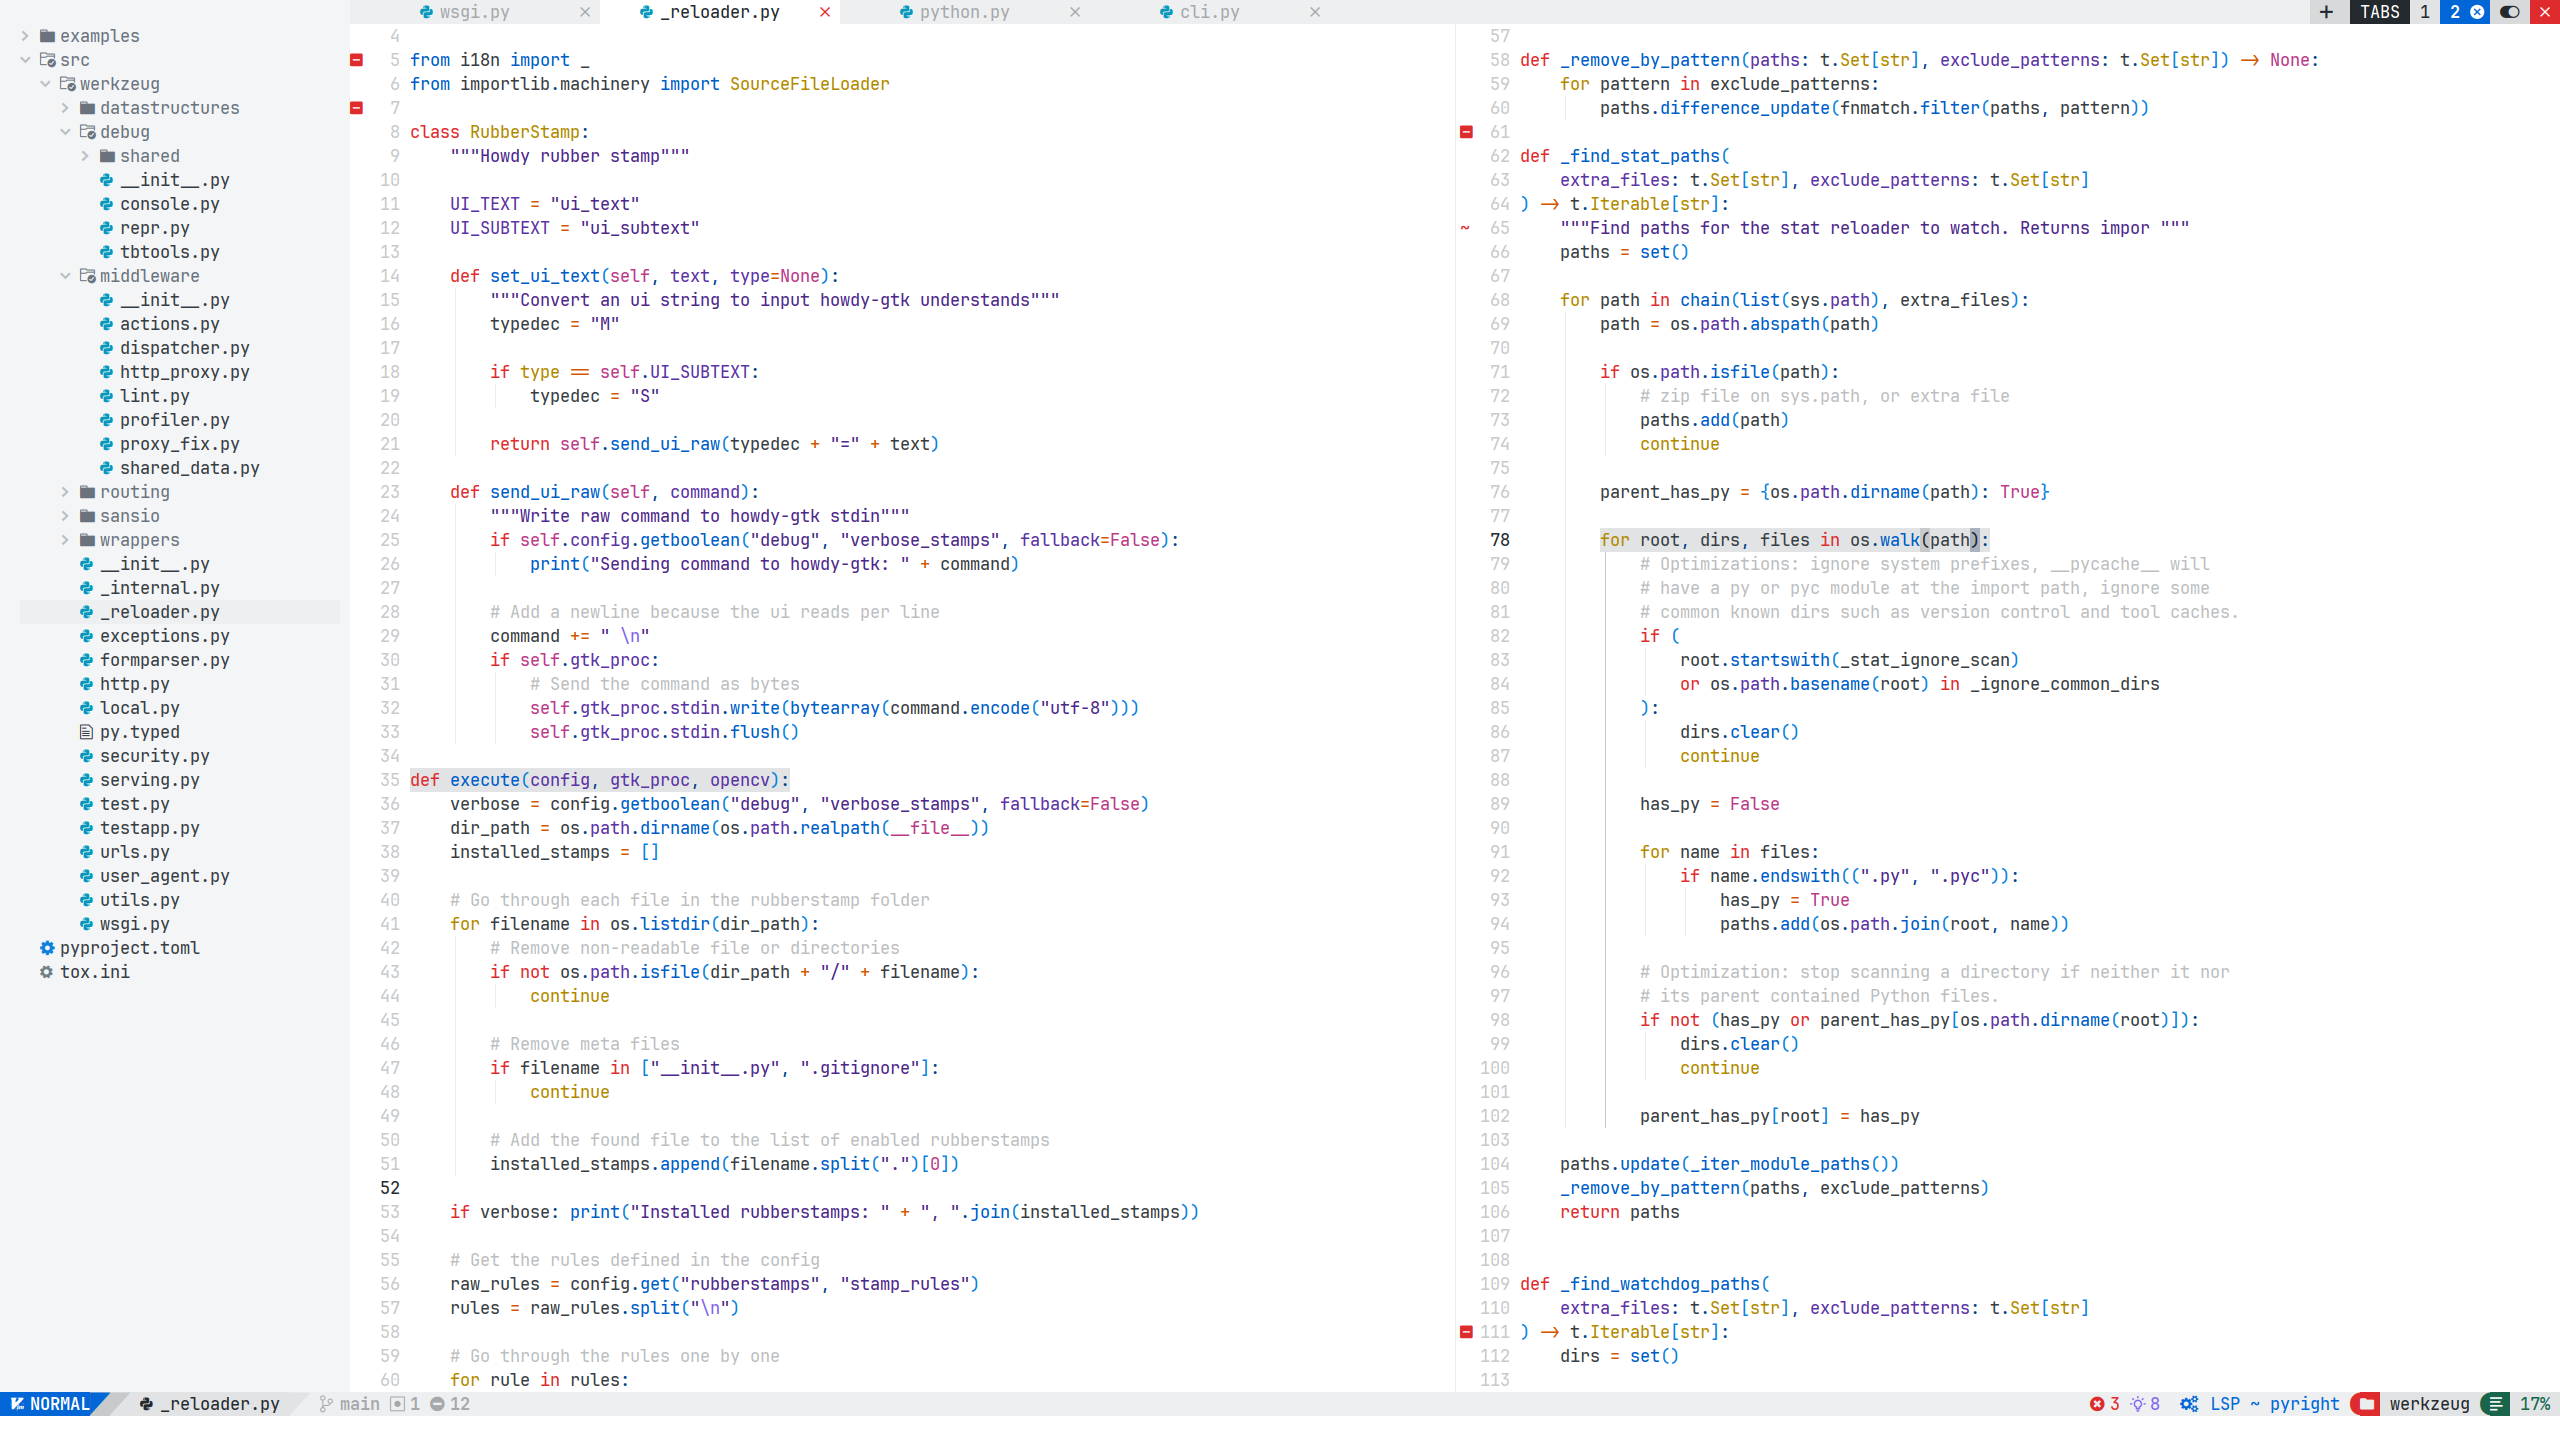 wsgi.py
_reloader.py
python.py
cli.py
TABS 1 2
examples
src
werkzeug
datastructures
debug
shared
__init__.py
console.py
repr.py
tbtools.py
middleware
__init__.py
actions.py
dispatcher.py
http_proxy.py
lint.py
profiler.py
proxy_fix.py
shared_data.py
routing
sansio
wrappers
__init__.py
_internal.py
_reloader.py
exceptions.py
formparser.py
http.py
local.py
py.typed
security.py
serving.py
test.py
testapp.py
urls.py
user_agent.py
utils.py
wsgi.py
pyproject.toml
tox.ini
4
5 from i18n import _
6 from importlib.machinery import SourceFileLoader
7
8 class RubberStamp:
9     """Howdy rubber stamp"""
10
11     UI_TEXT = "ui_text"
12     UI_SUBTEXT = "ui_subtext"
13
14     def set_ui_text(self, text, type=None):
15         """Convert an ui string to input howdy-gtk understands"""
16         typedec = "M"
17
18         if type == self.UI_SUBTEXT:
19             typedec = "S"
20
21         return self.send_ui_raw(typedec + "=" + text)
22
23     def send_ui_raw(self, command):
24         """Write raw command to howdy-gtk stdin"""
25         if self.config.getboolean("debug", "verbose_stamps", fallback=False):
26             print("Sending command to howdy-gtk: " + command)
27
28         # Add a newline because the ui reads per line
29         command += " \n"
30         if self.gtk_proc:
31             # Send the command as bytes
32             self.gtk_proc.stdin.write(bytearray(command.encode("utf-8")))
33             self.gtk_proc.stdin.flush()
34
35 def execute(config, gtk_proc, opencv):
36     verbose = config.getboolean("debug", "verbose_stamps", fallback=False)
37     dir_path = os.path.dirname(os.path.realpath(__file__))
38     installed_stamps = []
39
40     # Go through each file in the rubberstamp folder
41     for filename in os.listdir(dir_path):
42         # Remove non-readable file or directories
43         if not os.path.isfile(dir_path + "/" + filename):
44             continue
45
46         # Remove meta files
47         if filename in ["__init__.py", ".gitignore"]:
48             continue
49
50         # Add the found file to the list of enabled rubberstamps
51         installed_stamps.append(filename.split(".")[0])
52
53     if verbose: print("Installed rubberstamps: " + ", ".join(installed_stamps))
54
55     # Get the rules defined in the config
56     raw_rules = config.get("rubberstamps", "stamp_rules")
57     rules = raw_rules.split("\n")
58
59     # Go through the rules one by one
60     for rule in rules:
57
58 def _remove_by_pattern(paths: t.Set[str], exclude_patterns: t.Set[str]) -> None:
59     for pattern in exclude_patterns:
60         paths.difference_update(fnmatch.filter(paths, pattern))
61
62 def _find_stat_paths(
63     extra_files: t.Set[str], exclude_patterns: t.Set[str]
64 ) -> t.Iterable[str]:
~ 65     """Find paths for the stat reloader to watch. Returns impor """
66     paths = set()
67
68     for path in chain(list(sys.path), extra_files):
69         path = os.path.abspath(path)
70
71         if os.path.isfile(path):
72             # zip file on sys.path, or extra file
73             paths.add(path)
74             continue
75
76         parent_has_py = {os.path.dirname(path): True}
77
78         for root, dirs, files in os.walk(path):
79             # Optimizations: ignore system prefixes, __pycache__ will
80             # have a py or pyc module at the import path, ignore some
81             # common known dirs such as version control and tool caches.
82             if (
83                 root.startswith(_stat_ignore_scan)
84                 or os.path.basename(root) in _ignore_common_dirs
85             ):
86                 dirs.clear()
87                 continue
88
89             has_py = False
90
91             for name in files:
92                 if name.endswith((".py", ".pyc")):
93                     has_py = True
94                     paths.add(os.path.join(root, name))
95
96             # Optimization: stop scanning a directory if neither it nor
97             # its parent contained Python files.
98             if not (has_py or parent_has_py[os.path.dirname(root)]):
99                 dirs.clear()
100                 continue
101
102             parent_has_py[root] = has_py
103
104     paths.update(_iter_module_paths())
105     _remove_by_pattern(paths, exclude_patterns)
106     return paths
107
108
109 def _find_watchdog_paths(
110     extra_files: t.Set[str], exclude_patterns: t.Set[str]
111 ) -> t.Iterable[str]:
112     dirs = set()
113
NORMAL _reloader.py main 1 12
3 8 LSP ~ pyright werkzeug 17%